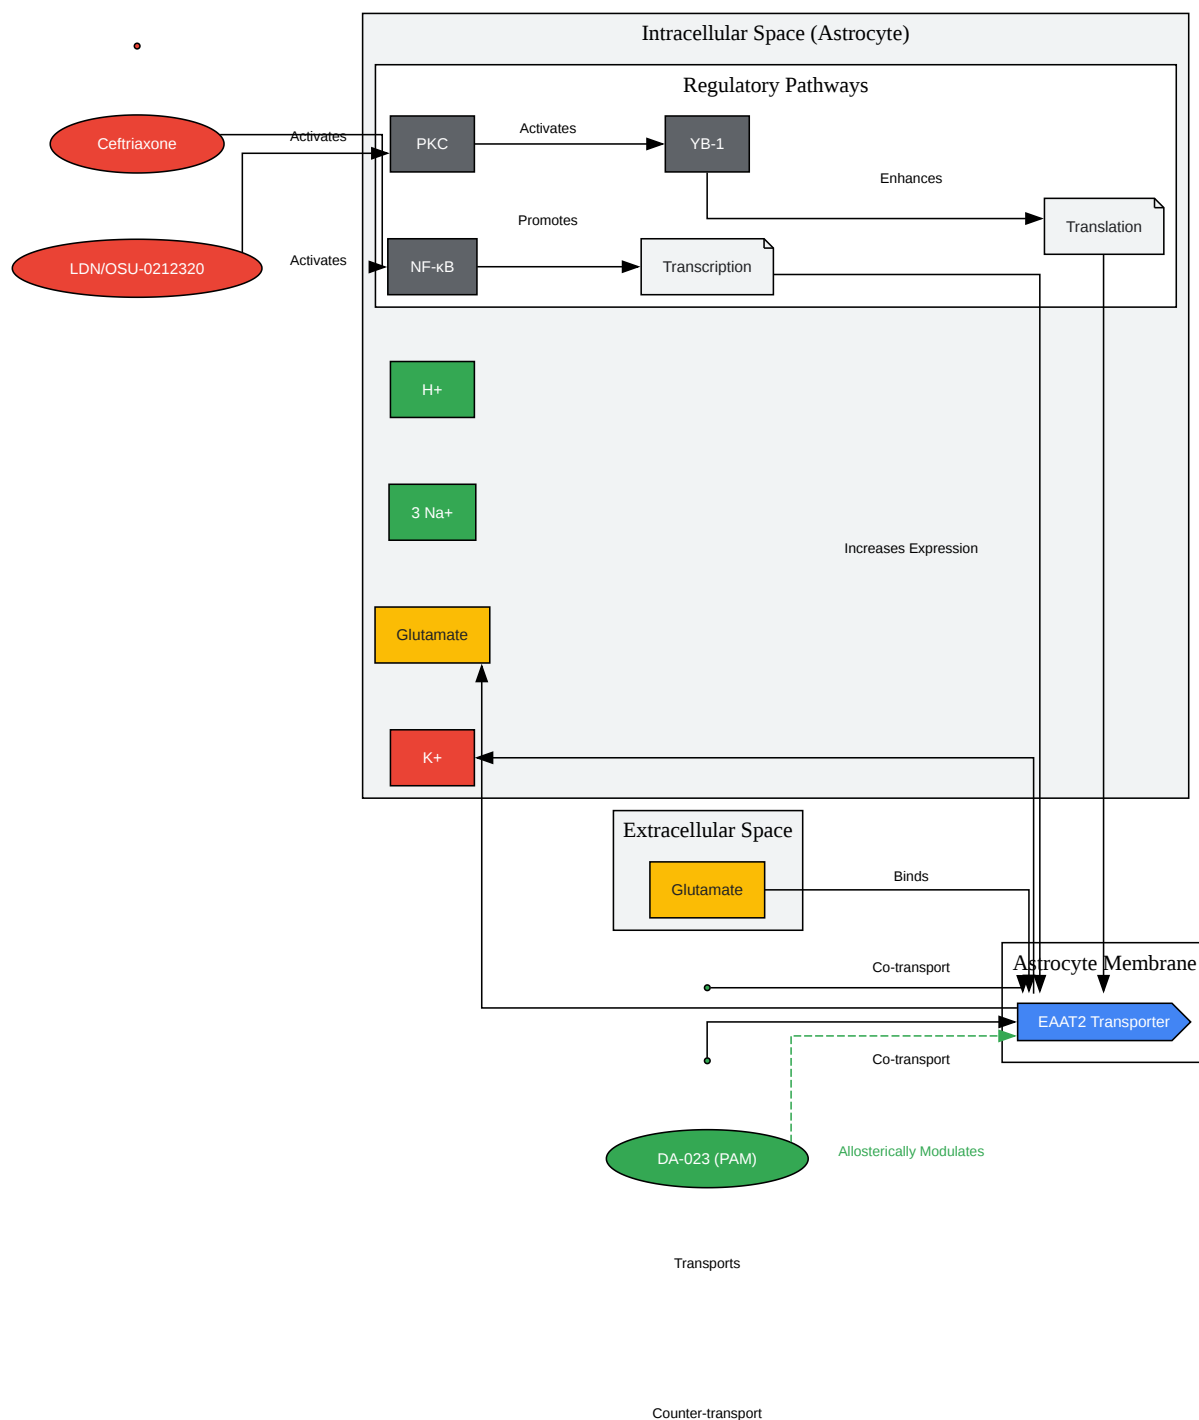 Intracellular Space (Astrocyte)
Regulatory Pathways
Ceftriaxone
Activates
PKC
Activates
YB-1
Enhances
Promotes
Translation
LDN/OSU-0212320
Activates
NF-κB
Transcription
H+
3 Na+
Increases Expression
Glutamate
K+
Extracellular Space
Glutamate
Binds
Co-transport
Astrocyte Membrane
EAAT2 Transporter
Co-transport
DA-023 (PAM)
Allosterically Modulates
Transports
Counter-transport